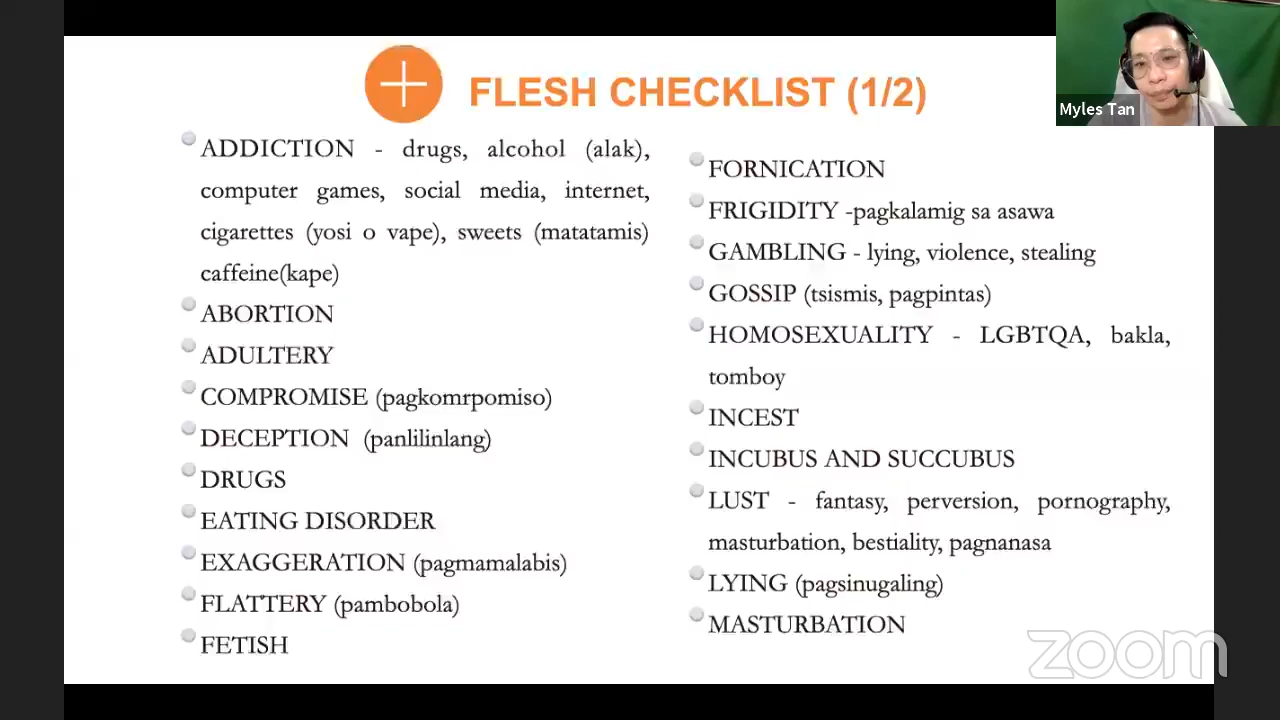 FLESH CHECKLIST (1/2)
ADDICTION - drugs, alcohol (alak),
computer games, social media, internet,
cigarettes (yosi o vape), sweets (matatamis)
caffeine(kape)
ABORTION
ADULTERY
COMPROMISE (pagkomrpomiso)
DECEPTION (panlilinlang)
DRUGS
EATING DISORDER
EXAGGERATION (pagmamalabis)
FLATTERY (pambobola)
FETISH
FORNICATION
FRIGIDITY -pagkalamig sa asawa
GAMBLING - lying, violence, stealing
GOSSIP (tsismis, pagpintas)
HOMOSEXUALITY - LGBTQA, bakla,
tomboy
INCEST
INCUBUS AND SUCCUBUS
LUST - fantasy, perversion, pornography,
masturbation, bestiality, pagnanasa
LYING (pagsinugaling)
MASTURBATION
Myles Tan
zoom